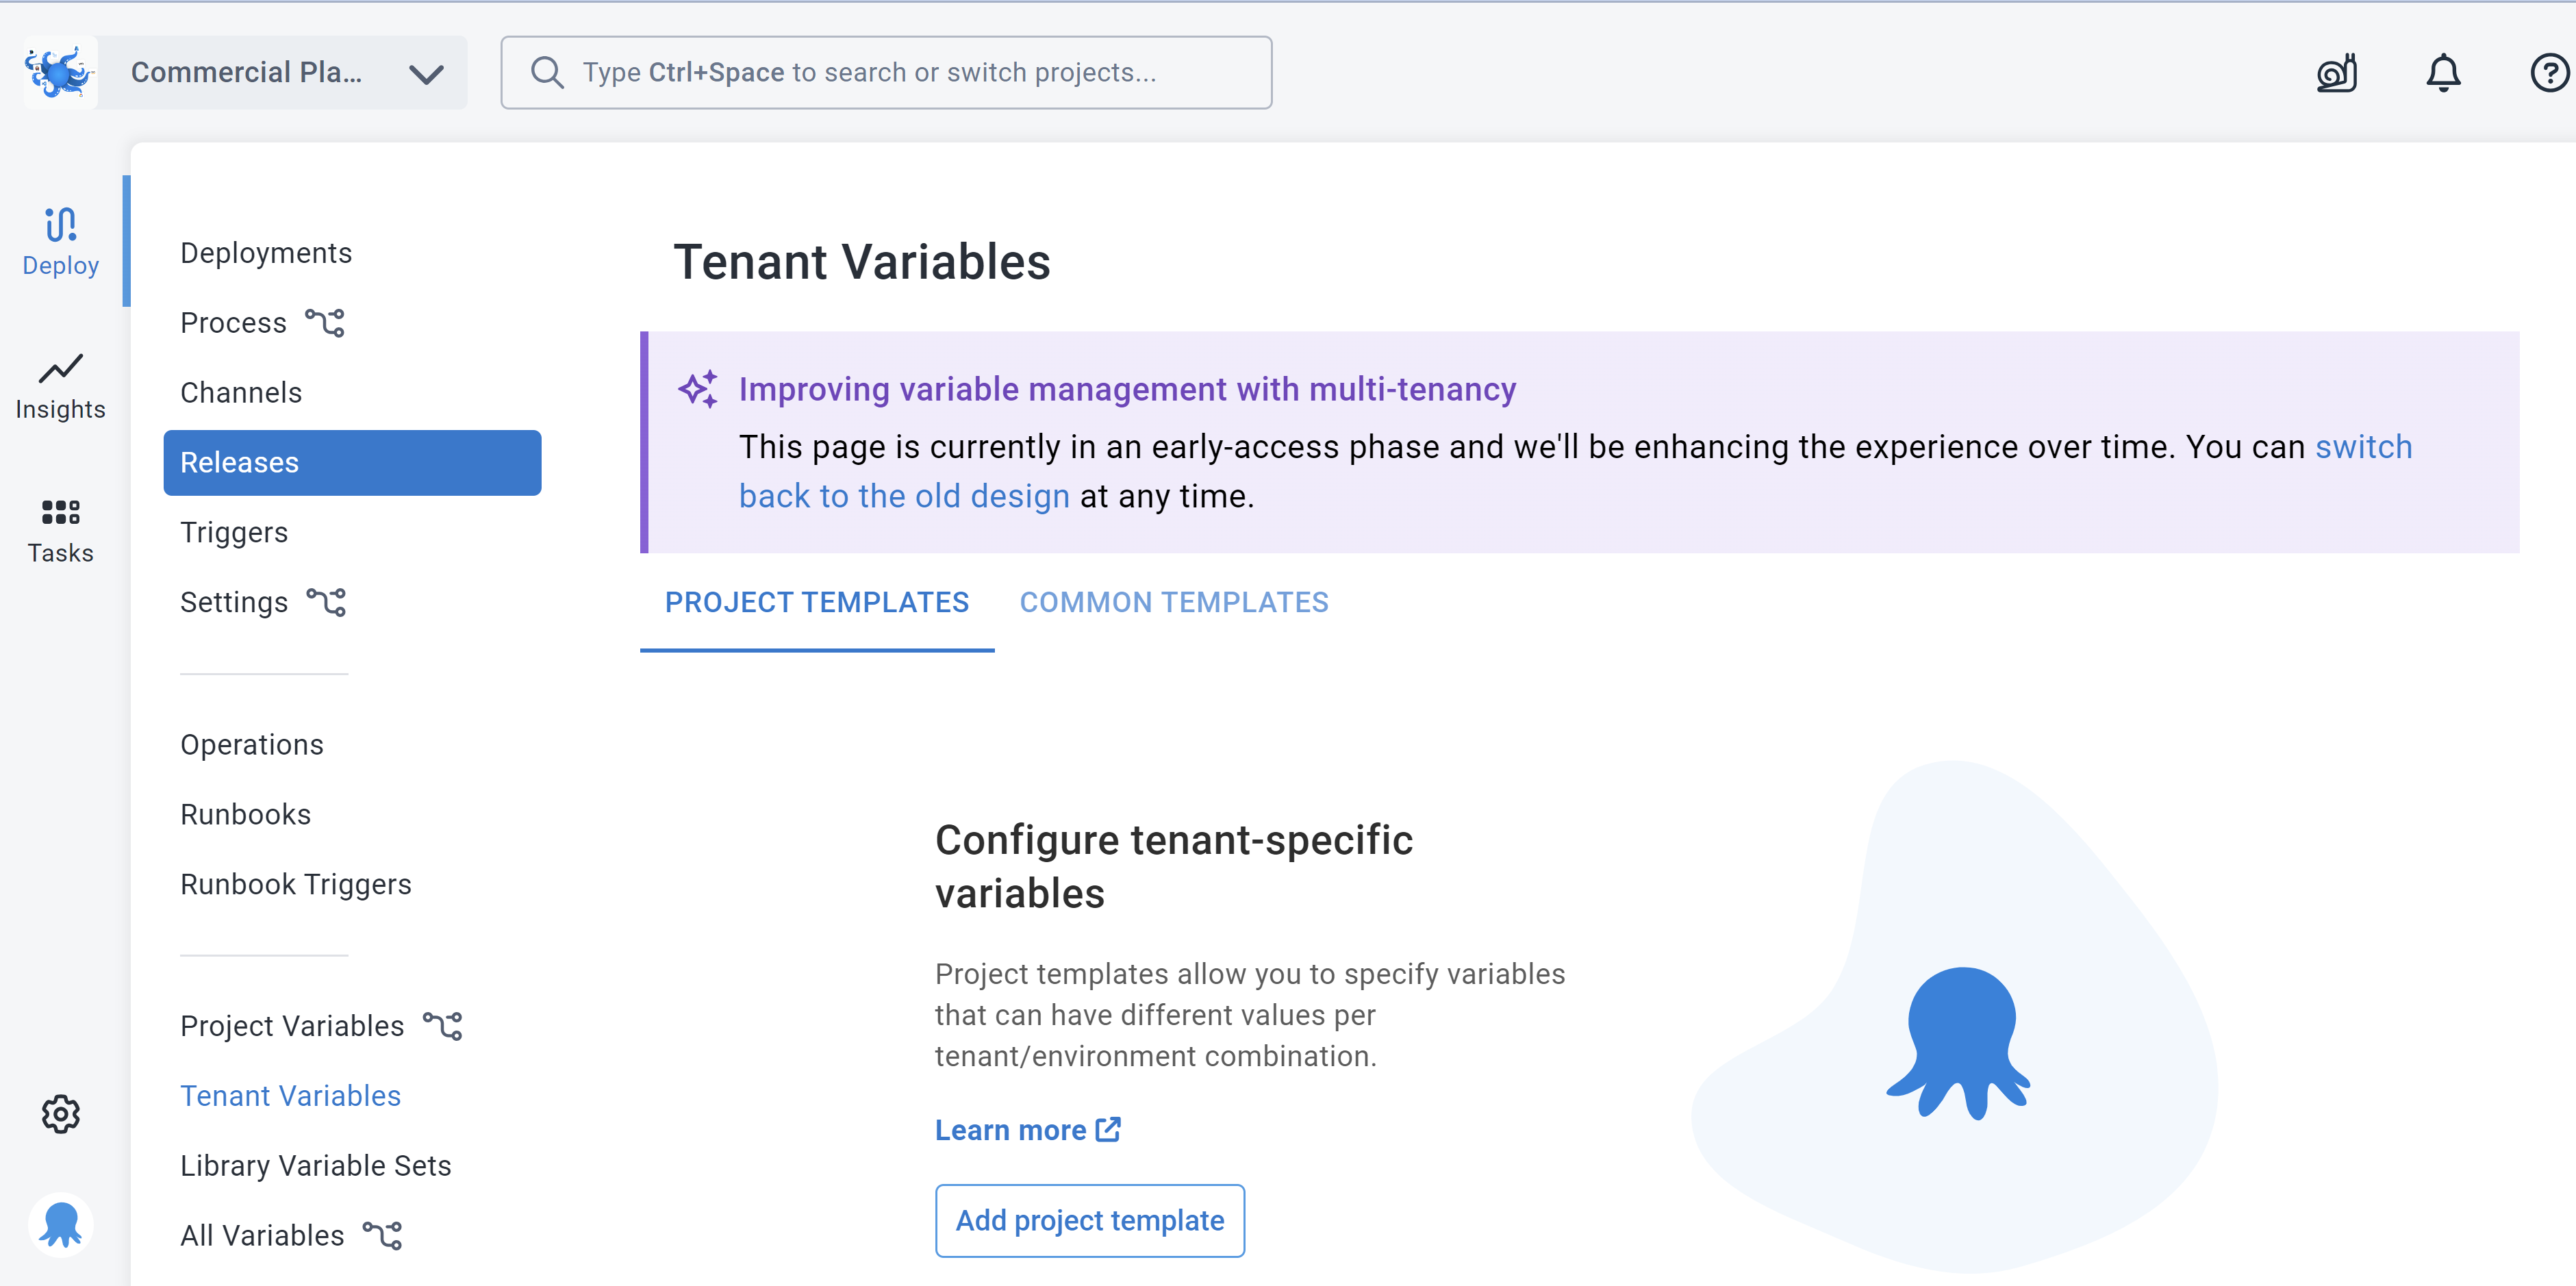 Commercial Pla...
Type Ctrl+Space to search or switch projects...
Deploy
Insights
Tasks
Deployments
Process
Channels
Releases
Triggers
Settings
Operations
Runbooks
Runbook Triggers
Project Variables
Tenant Variables
Library Variable Sets
All Variables
Tenant Variables
Improving variable management with multi-tenancy
This page is currently in an early-access phase and we'll be enhancing the experience over time. You can switch
back to the old design at any time.
PROJECT TEMPLATES COMMON TEMPLATES
Configure tenant-specific
variables
Project templates allow you to specify variables
that can have different values per
tenant/environment combination.
Learn more
Add project template